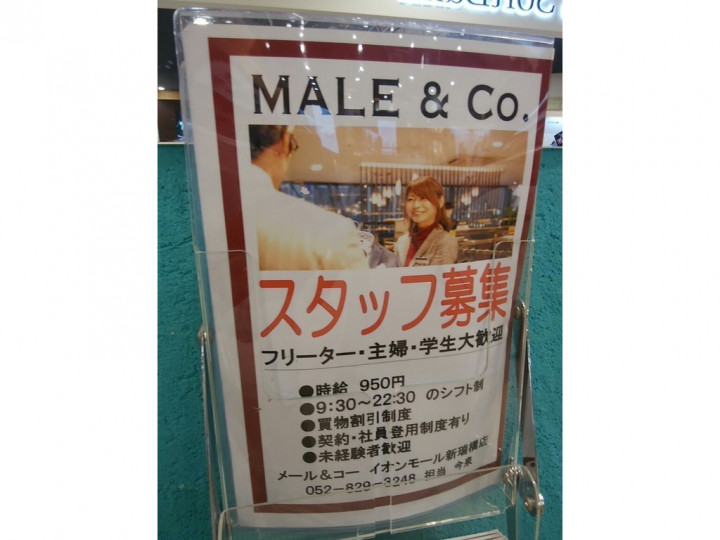 MALE & Co.
スタッフ募集
フリーター・主婦・学生大歓迎
●時給 950円
●9:30～22:30 のシフト制
●買物割引制度
●契約・社員登用制度有り
●未経験者歓迎
メール＆コー イオンモール新瑞橋店
052-829-3248 担当 今泉